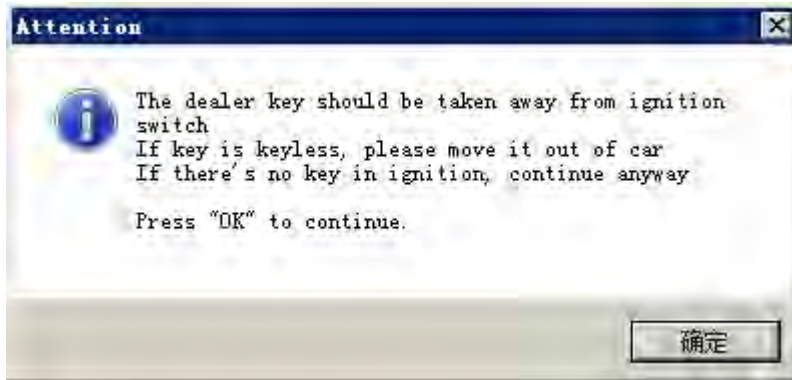 Attention
The dealer key should be taken away from ignition
switch
If key is keyless, please move it out of car
If there's no key in ignition, continue anyway
Press "OK" to continue.
确定